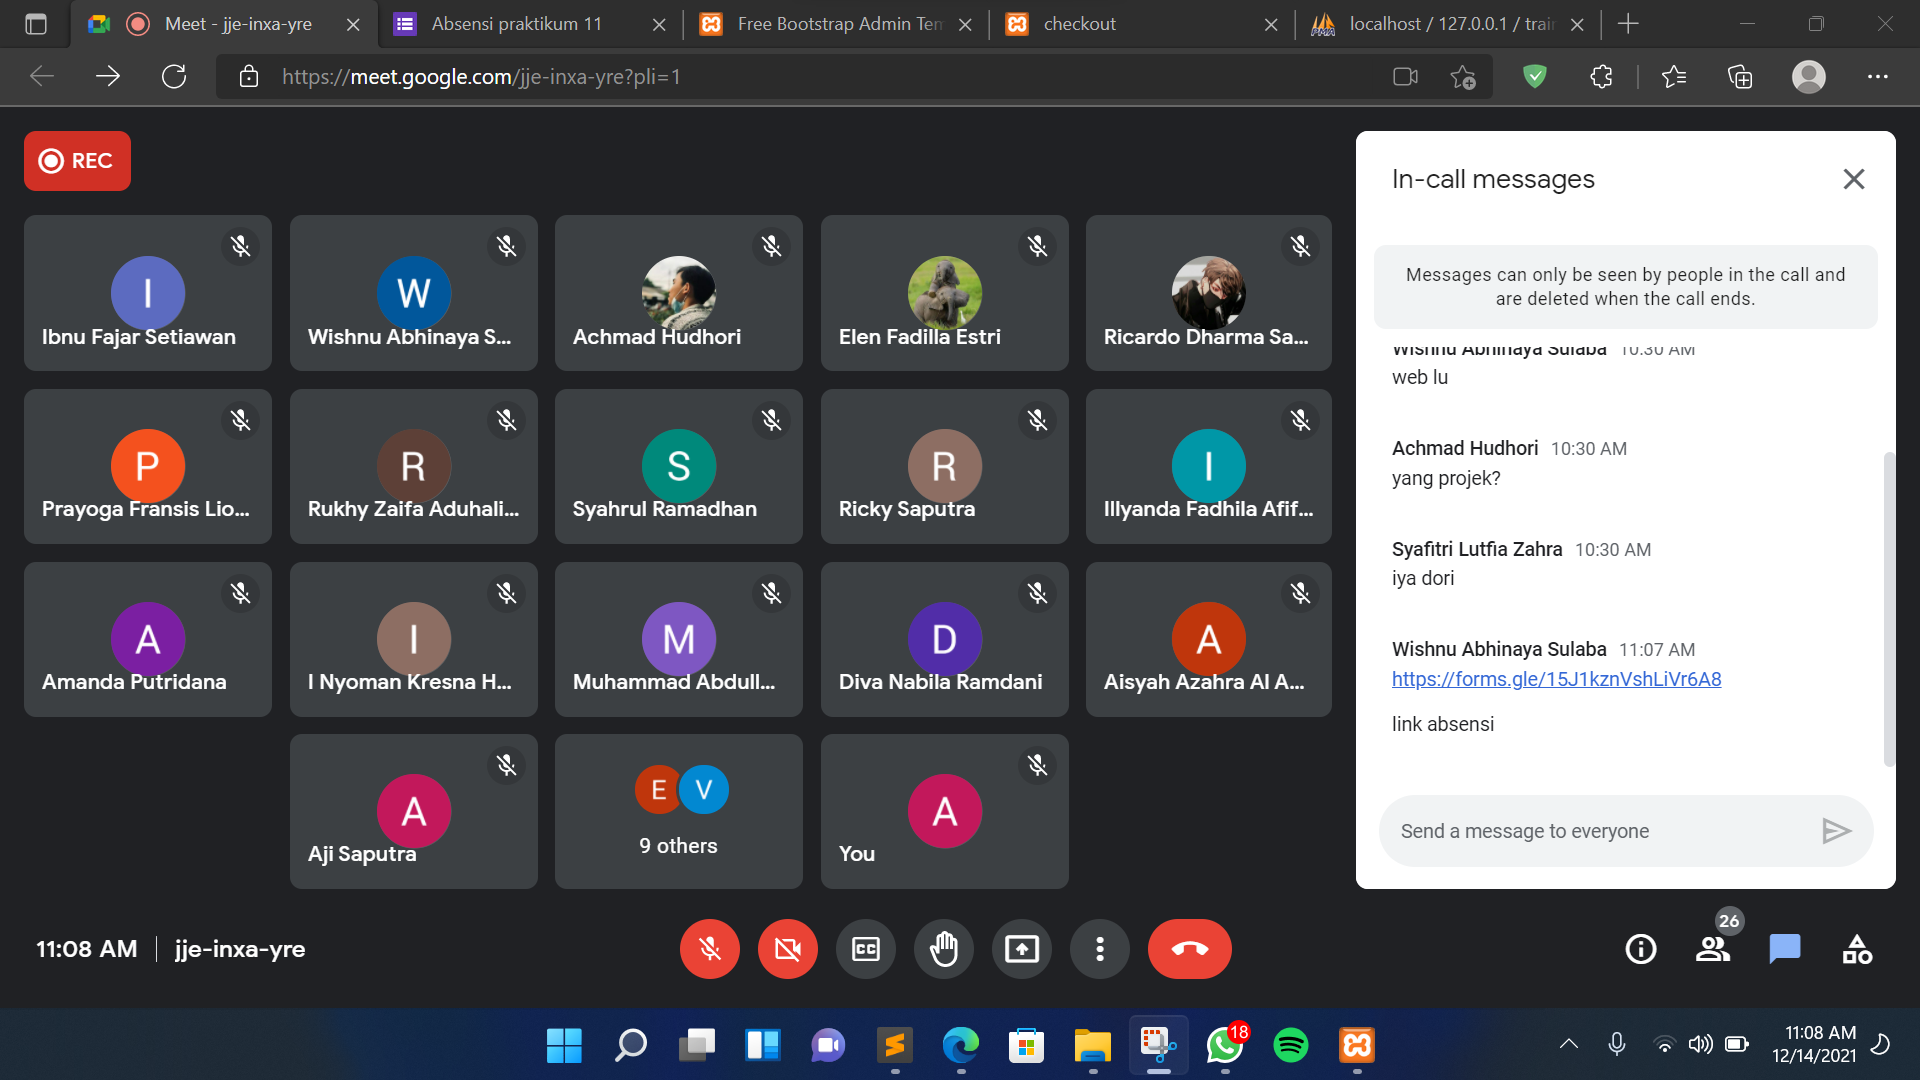 Meet - jje-inxa-yre
Absensi praktikum 11
Free Bootstrap Admin Tem
checkout
localhost / 127.0.0.1 / trai
https://meet.google.com/jje-inxa-yre?pli=1
REC
I
Ibnu Fajar Setiawan
W
Wishnu Abhinaya S...
Achmad Hudhori
Elen Fadilla Estri
Ricardo Dharma Sa...
P
Prayoga Fransis Lio...
R
Rukhy Zaifa Aduhali...
S
Syahrul Ramadhan
R
Ricky Saputra
I
Illyanda Fadhila Afif...
A
Amanda Putridana
I
I Nyoman Kresna H...
M
Muhammad Abdull...
D
Diva Nabila Ramdani
A
Aisyah Azahra Al A...
A
Aji Saputra
E V
9 others
A
You
In-call messages
Messages can only be seen by people in the call and
are deleted when the call ends.
Wishnu Abhinaya Sulaba 10:30 AM
web lu
Achmad Hudhori 10:30 AM
yang projek?
Syafitri Lutfia Zahra 10:30 AM
iya dori
Wishnu Abhinaya Sulaba 11:07 AM
https://forms.gle/15J1kznVshLiVr6A8
link absensi
Send a message to everyone
11:08 AM | jje-inxa-yre
CC
26
18
11:08 AM
12/14/2021